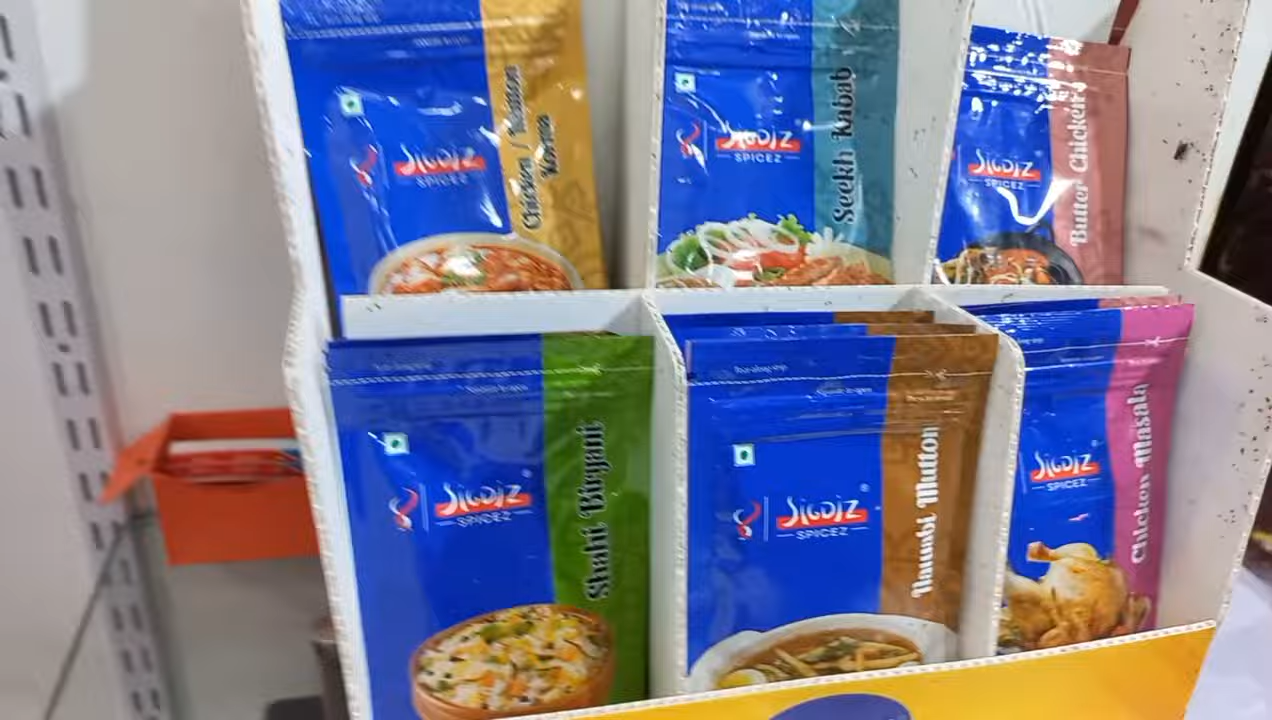 SIGDIZ
SPICEZ
Chicken / Mutton
Korma
SIGDIZ
SPICEZ
Seekh Kabab
SIGDIZ
SPICEZ
Butter Chicken
SIGDIZ
SPICEZ
Shahi Biryani
SIGDIZ
SPICEZ
Nawabi Mutton
SIGDIZ
SPICEZ
Chicken Masala